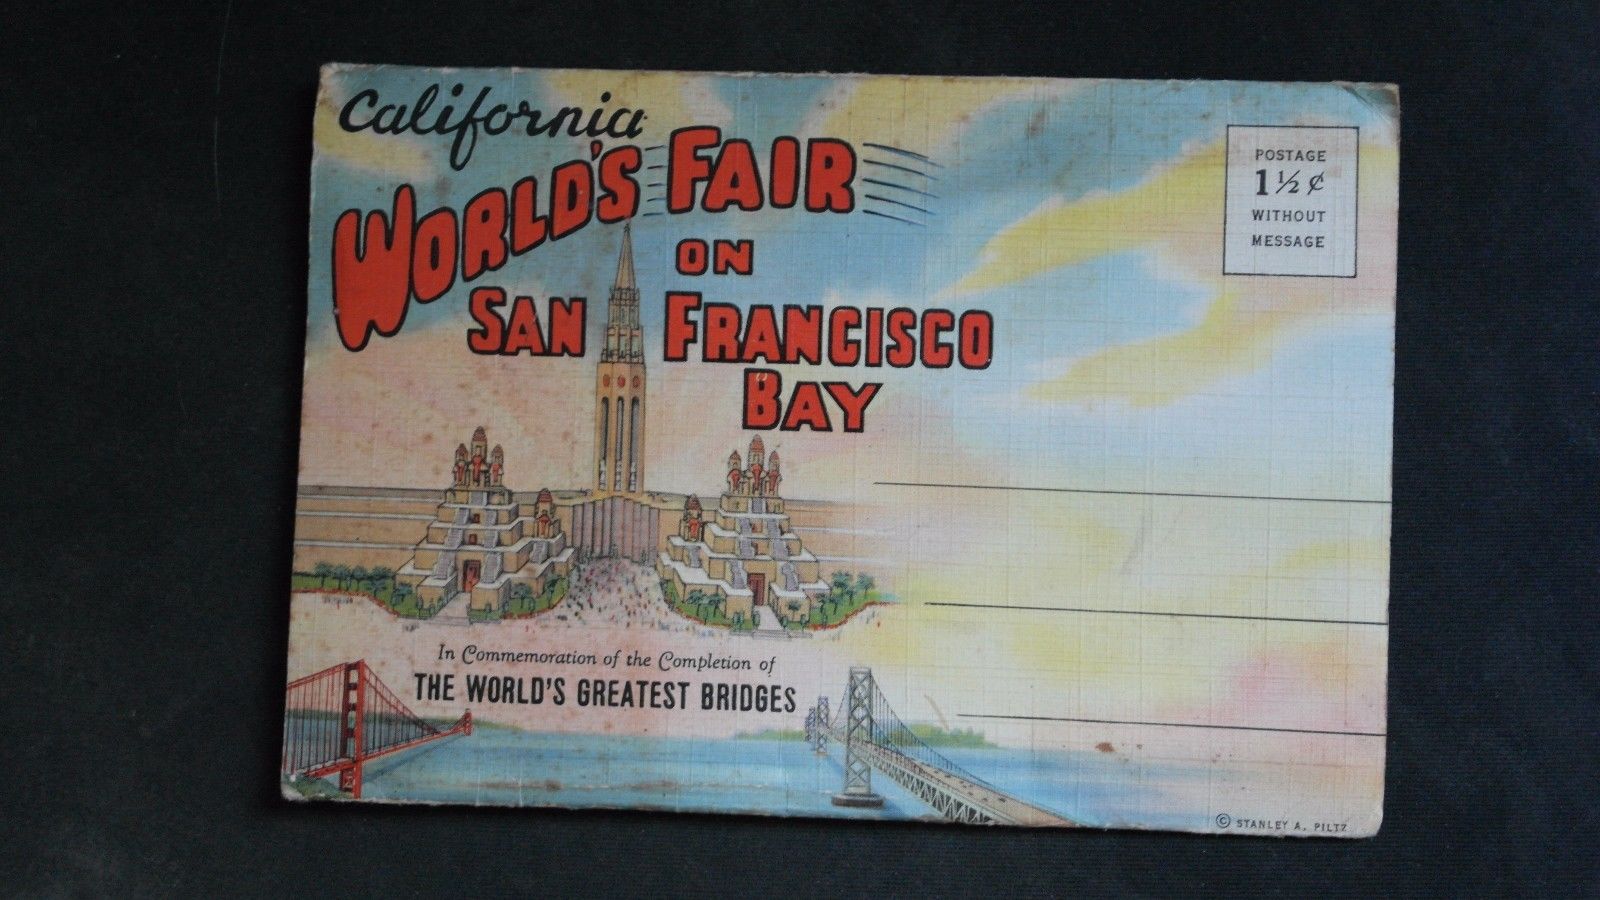 California
WORLD'S FAIR
ON
SAN FRANCISCO
BAY
POSTAGE
1½¢
WITHOUT
MESSAGE
In Commemoration of the Completion of
THE WORLD'S GREATEST BRIDGES
© STANLEY A. PILTZ